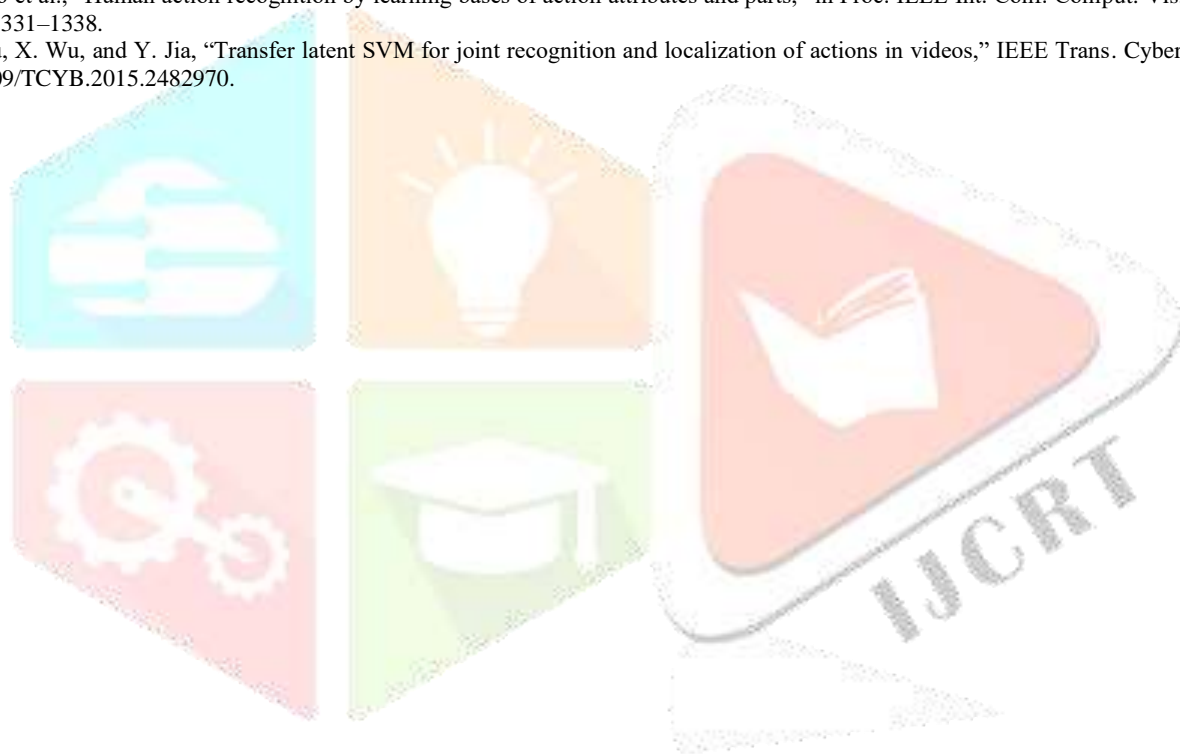 et al., “Human action recognition by learning bases of action attributes and parts,” in Proc. IEEE Int. Conf. Comput. Vis
331–1338.
, X. Wu, and Y. Jia, “Transfer latent SVM for joint recognition and localization of actions in videos,” IEEE Trans. Cyber
09/TCYB.2015.2482970.
IJCRT